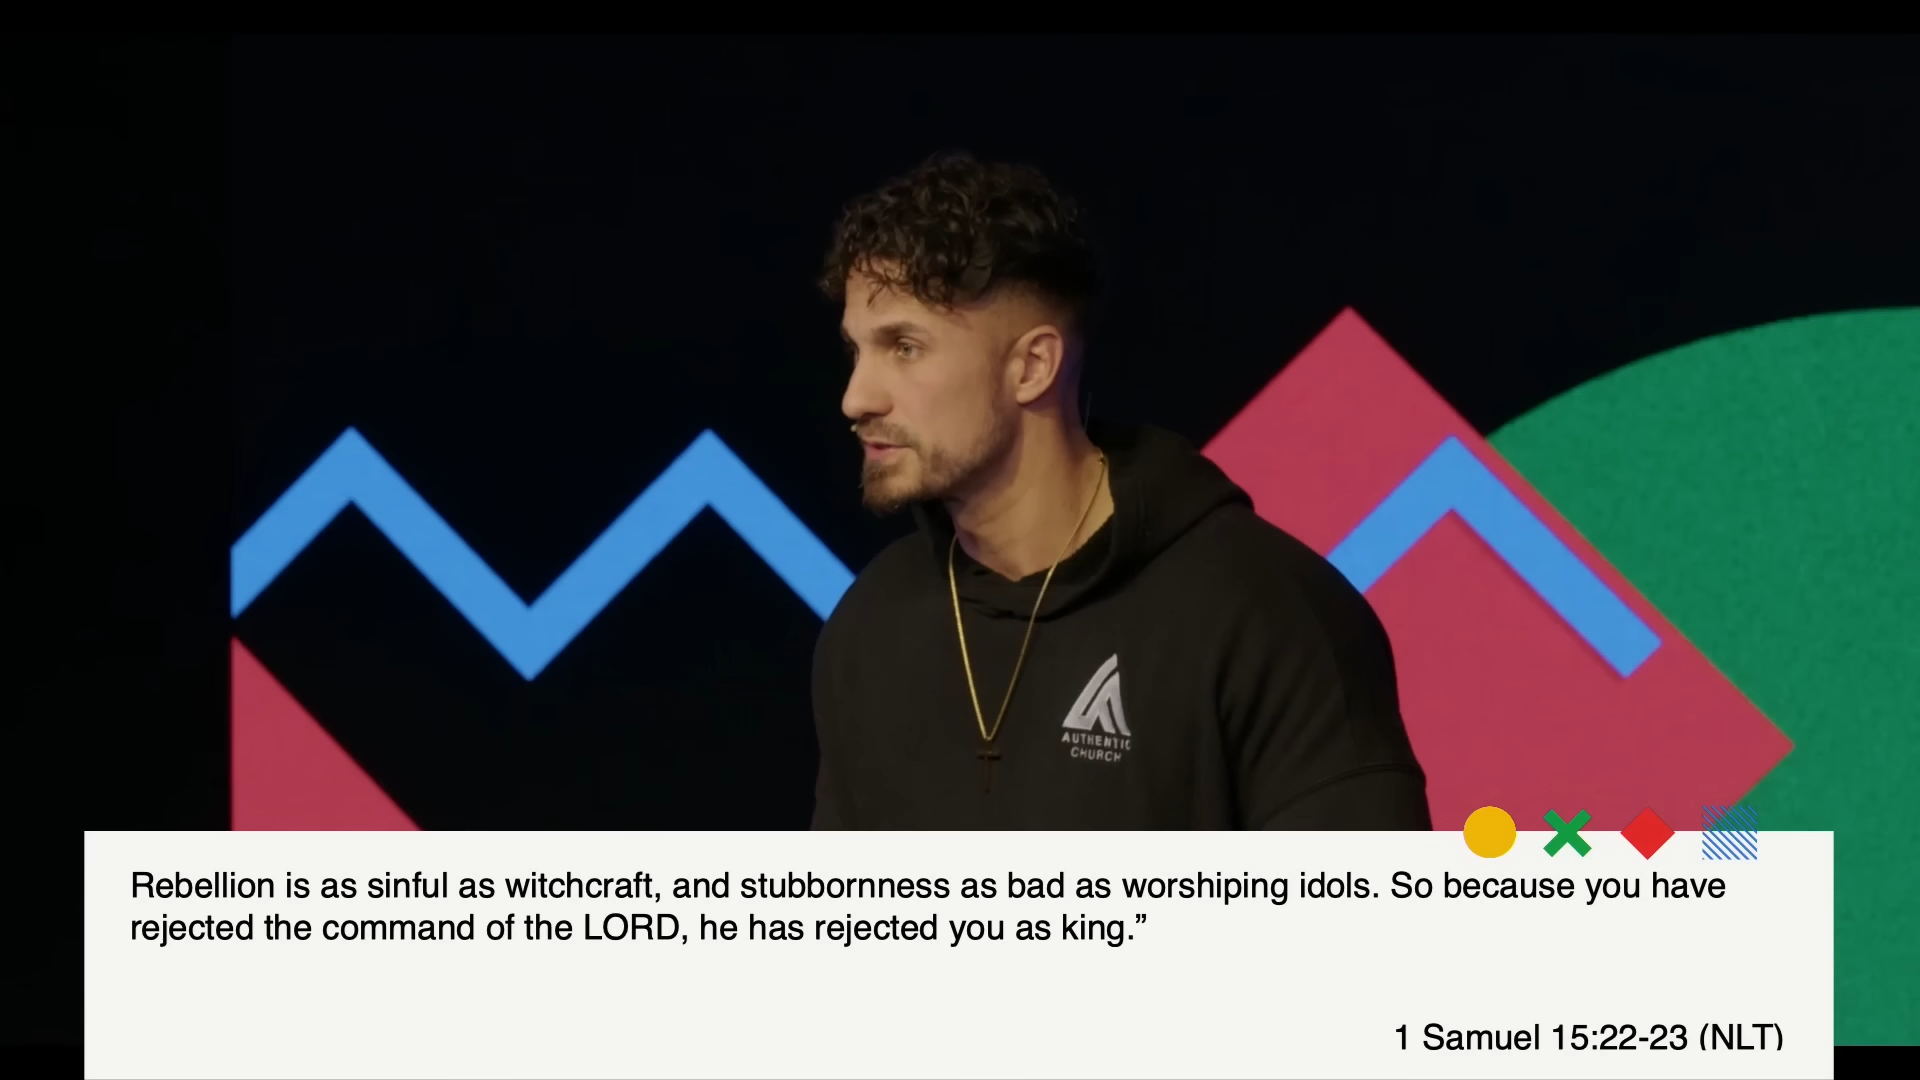 AUTHENTIC
CHURCH
Rebellion is as sinful as witchcraft, and stubbornness as bad as worshiping idols. So because you have
rejected the command of the LORD, he has rejected you as king.”
1 Samuel 15:22-23 (NLT)